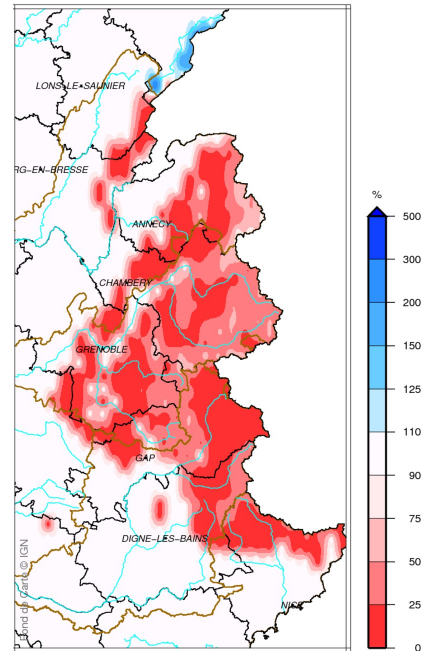 %
500
LONS-LE-SAUNIER
300
RG-EN-BRESSE
200
ANNECY
150
CHAMBERY
125
GRENOBLE
110
90
GAP
75
50
DIGNE-LES-BAINS
25
NICE
0
Fond de Carte © IGN